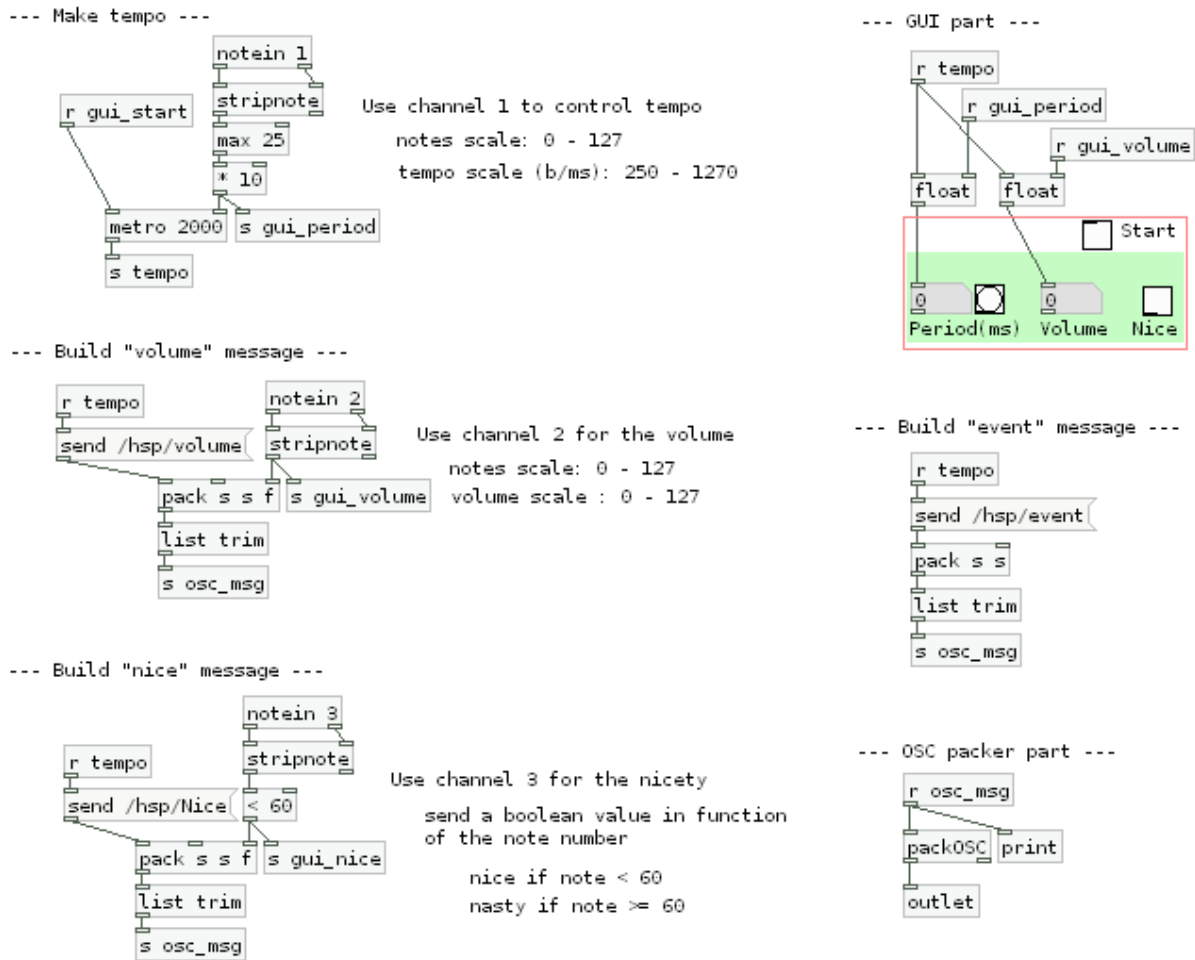 --- Make tempo ---
notein 1
r gui_start
stripnote
Use channel 1 to control tempo
max 25
notes scale: 0 - 127
* 10
tempo scale (b/ms): 250 - 1270
metro 2000
s gui_period
s tempo
--- Build "volume" message ---
r tempo
notein 2
send /hsp/volume
stripnote
Use channel 2 for the volume
notes scale: 0 - 127
pack s s f
s gui_volume
volume scale : 0 - 127
list trim
s osc_msg
--- Build "nice" message ---
notein 3
r tempo
stripnote
Use channel 3 for the nicety
send /hsp/Nice
< 60
send a boolean value in function
of the note number
pack s s f
s gui_nice
nice if note < 60
list trim
nasty if note >= 60
s osc_msg
--- GUI part ---
r tempo
r gui_period
r gui_volume
float
float
Start
0
0
Period(ms)
Volume
Nice
--- Build "event" message ---
r tempo
send /hsp/event
pack s s
list trim
s osc_msg
--- OSC packer part ---
r osc_msg
packOSC
print
outlet